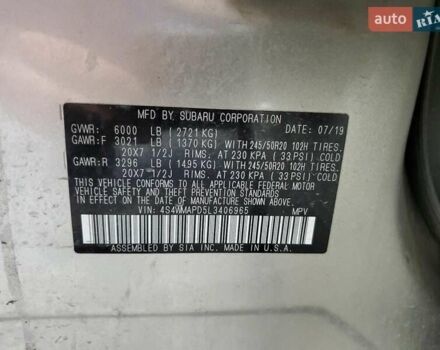 AUTO RIA
MFD BY SUBARU CORPORATION
DATE: 07/19
GVWR: 6000 LB (2721 KG)
GAWR:F 3021 LB (1370 KG) WITH 245/50R20 102H TIRES.
20X7 1/2J RIMS. AT 230 KPA (33 PSI) COLD
GAWR:R 3296 LB (1495 KG) WITH 245/50R20 102H TIRES.
20X7 1/2J RIMS. AT 230 KPA (33 PSI) COLD
THIS VEHICLE CONFORMS TO ALL APPLICABLE FEDERAL MOTOR
VEHICLE SAFETY, THEFT PREVENTION STANDARDS IN EFFECT
ON THE DATE OF MANUFACTURE SHOWN ABOVE.
VIN: 4S4WMAPD5L3406965 MPV
ASSEMBLED BY SIA INC. MADE IN U.S.A.